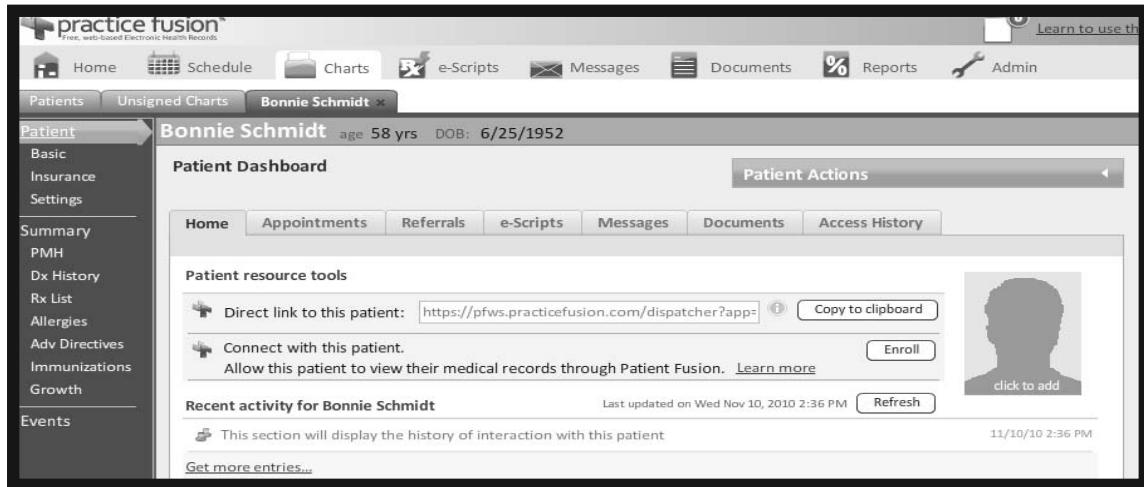 practice fusion™
Free, web-based Electronic Health Records
Learn to use th
Home Schedule Charts e-Scripts Messages Documents Reports Admin
Patients Unsigned Charts Bonnie Schmidt ×
Patient
Basic
Insurance
Settings
Summary
PMH
Dx History
Rx List
Allergies
Adv Directives
Immunizations
Growth
Events
Bonnie Schmidt age 58 yrs DOB: 6/25/1952
Patient Dashboard
Patient Actions
Home Appointments Referrals e-Scripts Messages Documents Access History
Patient resource tools
Direct link to this patient: https://pfws.practicefusion.com/dispatcher?app= Copy to clipboard
Connect with this patient. Enroll
Allow this patient to view their medical records through Patient Fusion. Learn more
click to add
Recent activity for Bonnie Schmidt Last updated on Wed Nov 10, 2010 2:36 PM Refresh
This section will display the history of interaction with this patient 11/10/10 2:36 PM
Get more entries...